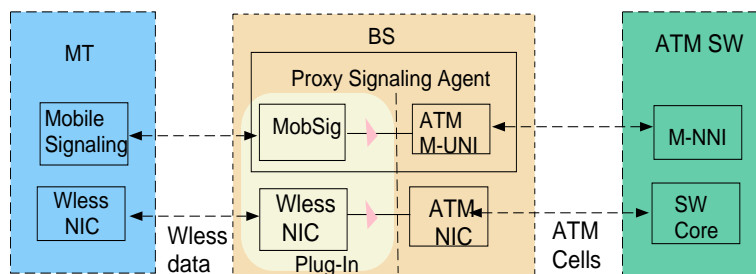 MT
BS
ATM SW
Proxy Signaling Agent
Mobile
Signaling
MobSig
ATM
M-UNI
M-NNI
Wless
NIC
Wless
NIC
ATM
NIC
SW
Core
Wless
data
Plug-In
ATM
Cells